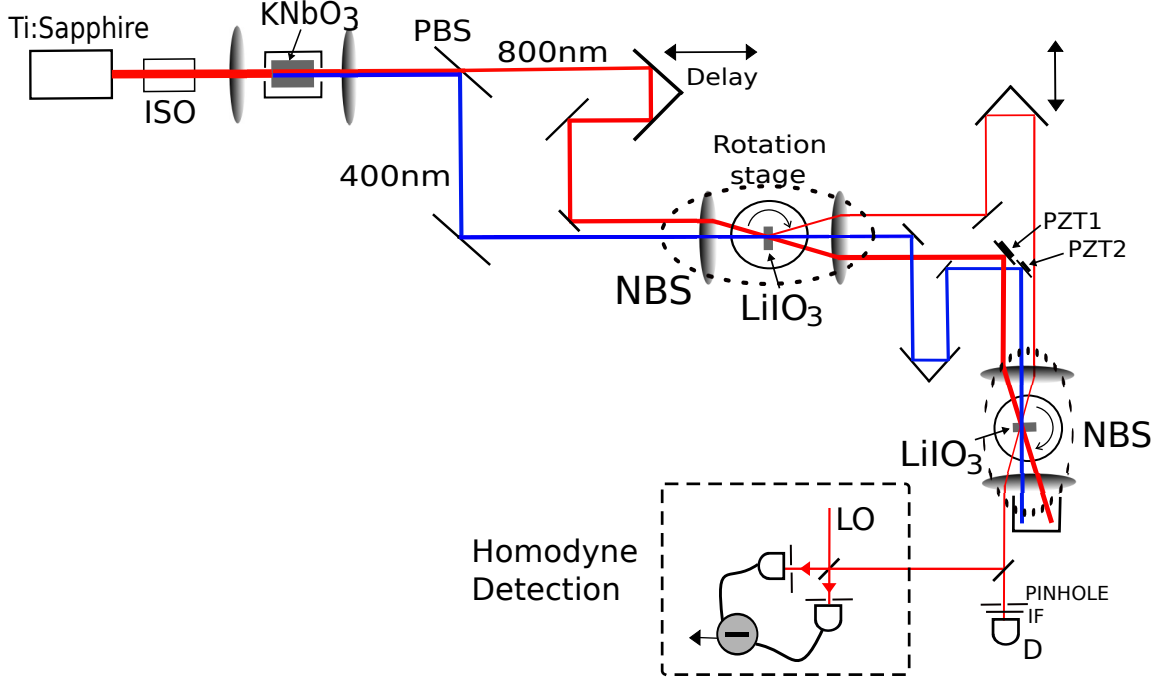 Ti:Sapphire
KNbO3
PBS
800nm
Delay
ISO
400nm
Rotation
stage
NBS
LiIO3
PZT1
PZT2
NBS
LiIO3
Homodyne
Detection
LO
PINHOLE
IF
D